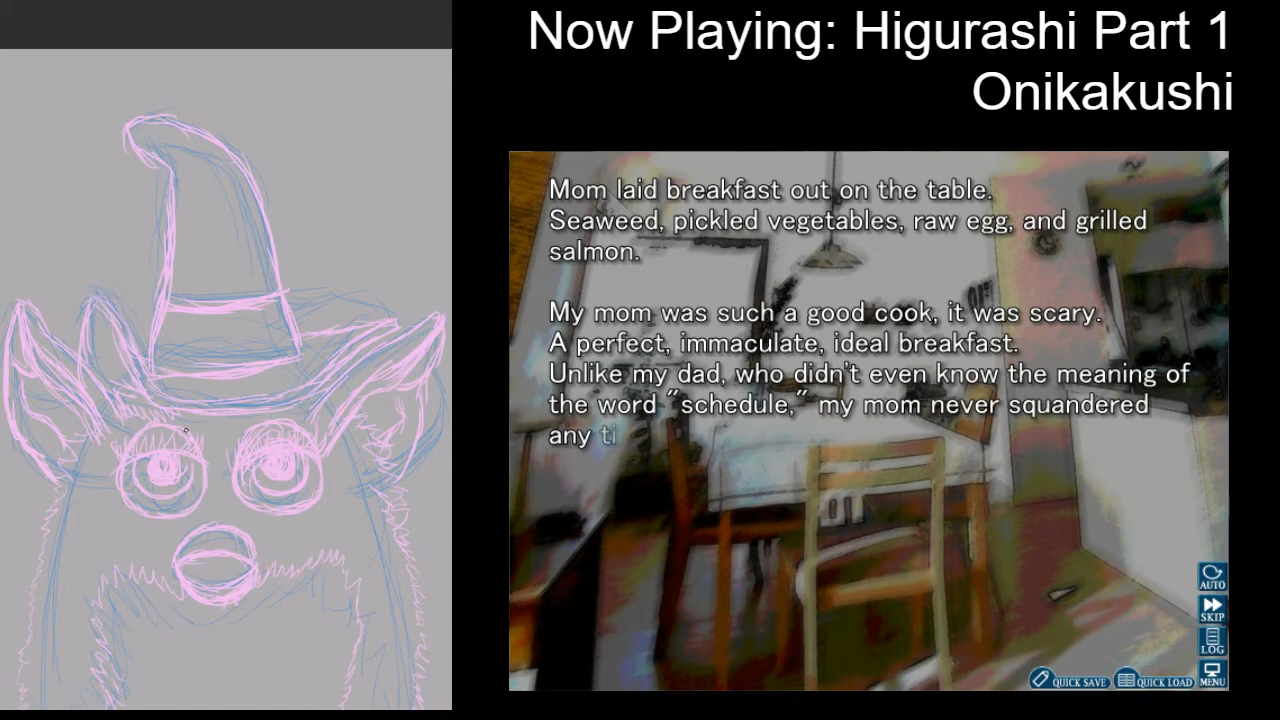 Now Playing: Higurashi Part 1
Onikakushi
Mom laid breakfast out on the table.
Seaweed, pickled vegetables, raw egg, and grilled
salmon.
My mom was such a good cook, it was scary.
A perfect, immaculate, ideal breakfast.
Unlike my dad, who didn't even know the meaning of
the word "schedule," my mom never squandered
any ti
AUTO
SKIP
LOG
MENU
QUICK SAVE
QUICK LOAD